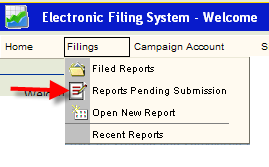 Electronic Filing System - Welcome
Home Filings Campaign Account S
Filed Reports
Reports Pending Submission
Open New Report
Recent Reports